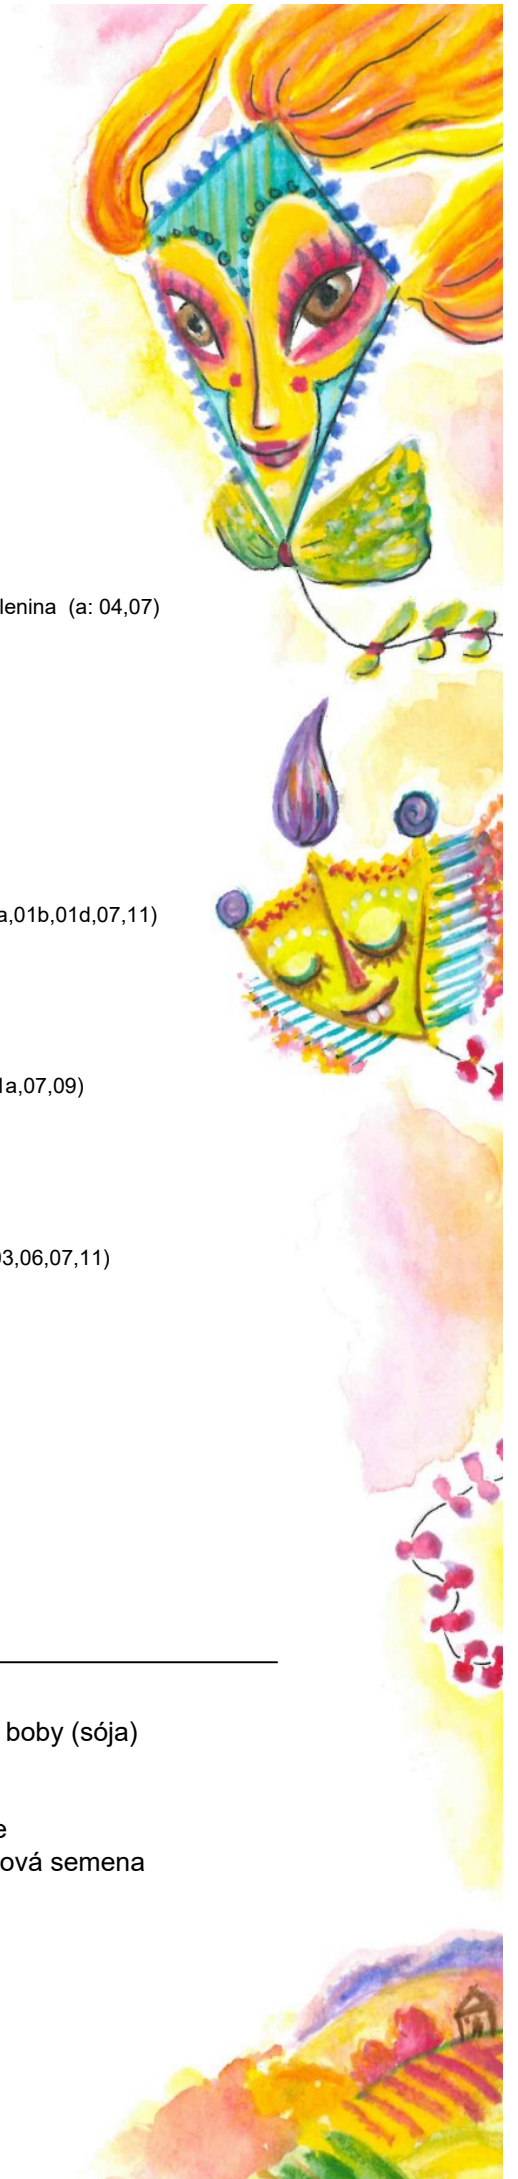 lenina (a: 04,07)
a,01b,01d,07,11)
1a,07,09)
03,06,07,11)
boby (sója)
e
ová semena